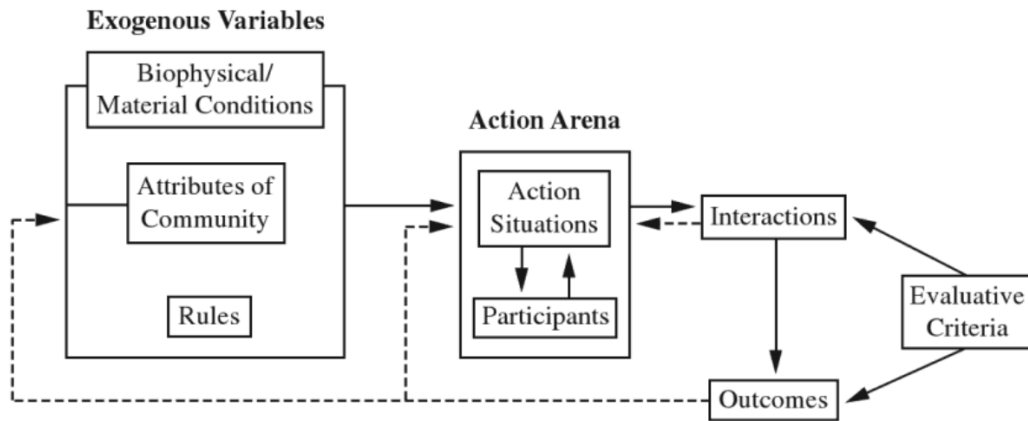 Exogenous Variables
Biophysical/
Material Conditions
Attributes of
Community
Rules
Action Arena
Action
Situations
Participants
Interactions
Evaluative
Criteria
Outcomes